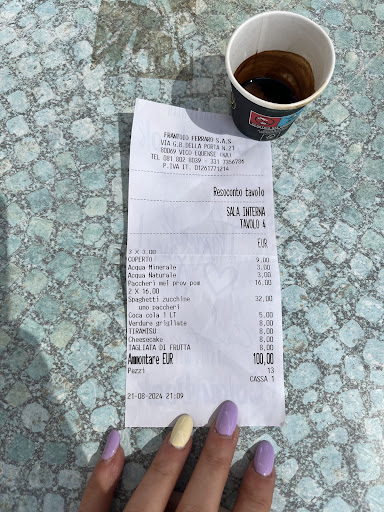 FRANTOIO FERRARO S.A.S
VIA G.B.DELLA PORTA N.21
80069 VICO EQUENSE (NA)
TEL 081 802 8039 - 331 7356736
P.IVA IT. 01261771214
Resoconto tavolo
SALA INTERNA
TAVOLO 4
EUR
3 X 3,00
COPERTO 9,00
Acqua Minerale 3,00
Acqua Naturale 3,00
Paccheri mel prov pom 16,00
2 X 16,00
Spaghetti zucchine 32,00
uno paccheri
Coca cola 1 LT 5,00
Verdure grigliate 8,00
TIRAMISU 8,00
Cheesecake 8,00
TAGLIATA DI FRUTTA 8,00
Ammontare EUR 100,00
Pezzi 13
CASSA 1
21-08-2024 21:09